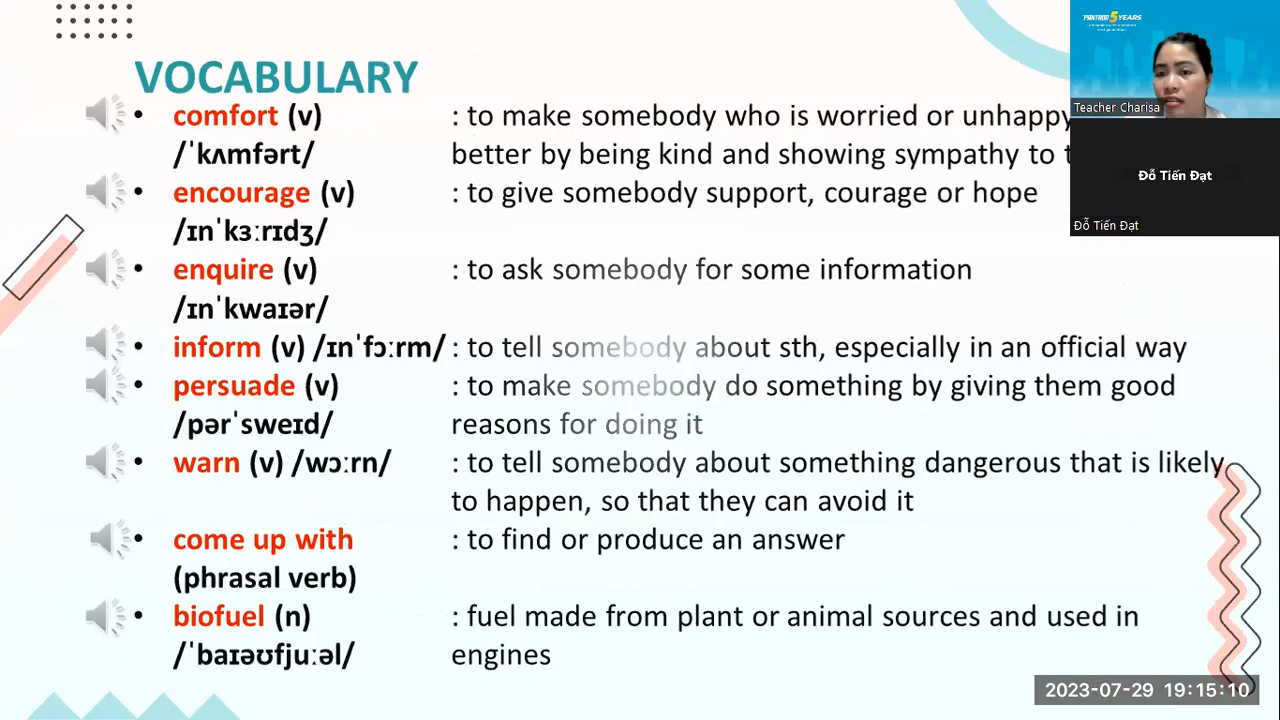 PANTADO 5 YEARS
VOCABULARY
• comfort (v) : to make somebody who is worried or unhappy
/ˈkʌmfərt/ better by being kind and showing sympathy to
• encourage (v) : to give somebody support, courage or hope
/ɪnˈkɜːrɪdʒ/
• enquire (v) : to ask somebody for some information
/ɪnˈkwaɪər/
• inform (v) /ɪnˈfɔːrm/ : to tell somebody about sth, especially in an official way
• persuade (v) : to make somebody do something by giving them good
/pərˈsweɪd/ reasons for doing it
• warn (v) /wɔːrn/ : to tell somebody about something dangerous that is likely
to happen, so that they can avoid it
• come up with : to find or produce an answer
(phrasal verb)
• biofuel (n) : fuel made from plant or animal sources and used in
/ˈbaɪəʊfjuːəl/ engines
Teacher Charisa
Đỗ Tiến Đạt
Đỗ Tiến Đạt
2023-07-29 19:15:10